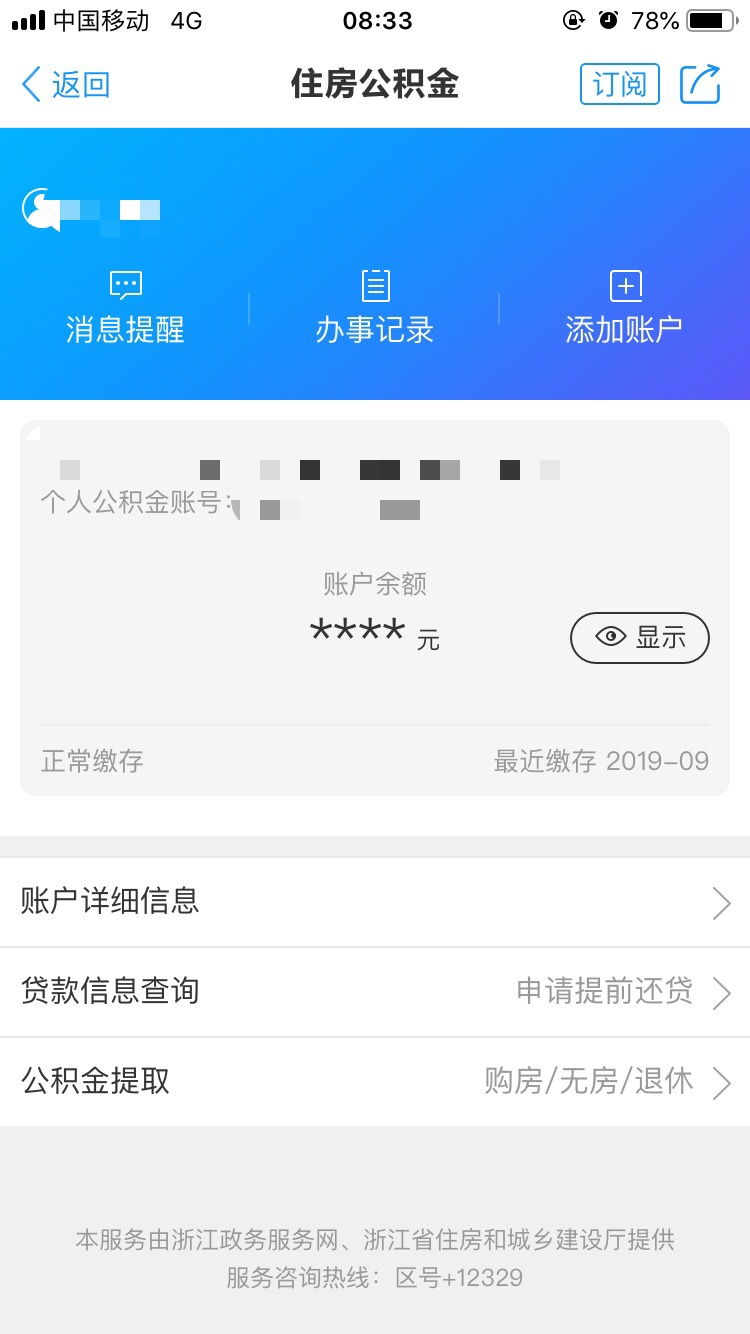 中国移动 4G 08:33 78%
返回 住房公积金 订阅
消息提醒 办事记录 添加账户
个人公积金账号:
账户余额
**** 元 显示
正常缴存 最近缴存 2019-09
账户详细信息
贷款信息查询 申请提前还贷
公积金提取 购房/无房/退休
本服务由浙江政务服务网、浙江省住房和城乡建设厅提供
服务咨询热线：区号+12329